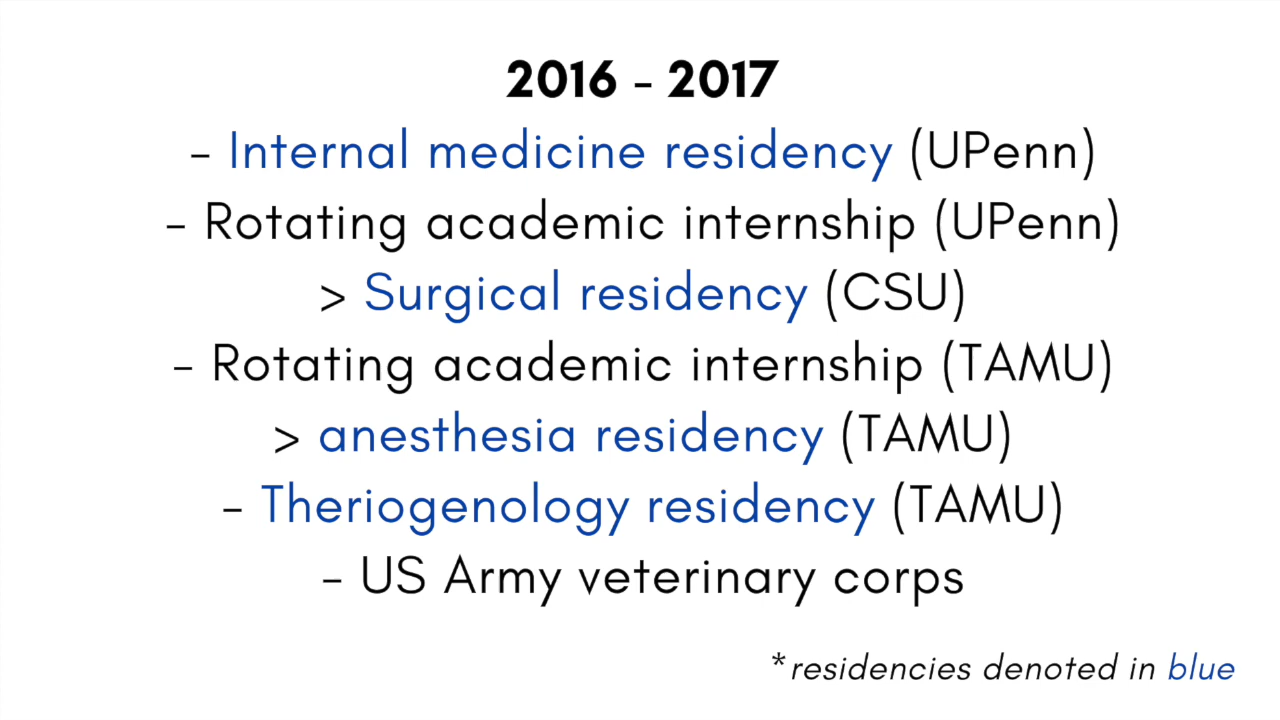 2016 - 2017
- Internal medicine residency (UPenn)
- Rotating academic internship (UPenn)
> Surgical residency (CSU)
- Rotating academic internship (TAMU)
> anesthesia residency (TAMU)
- Theriogenology residency (TAMU)
- US Army veterinary corps
*residencies denoted in blue